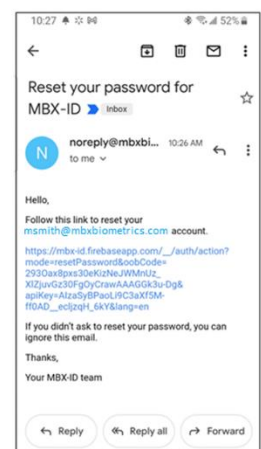 10:27
52%
Reset your password for
MBX-ID Inbox
N
noreply@mbxbi... 10:26 AM
to me
Hello,
Follow this link to reset your
msmith@mbxbiometrics.com account.
https://mbx-id.firebaseapp.com/__/auth/action?
mode=resetPassword&oobCode=
293Oax8pxs30eKizNeJWMnUz_
XIZjuvGz30FgOyCrawAAAGGk3u-Dg&
apiKey=AIzaSyBPaoLi9C3aXf5M-
ff0AD_ecljzqH_6kY&lang=en
If you didn't ask to reset your password, you can
ignore this email.
Thanks,
Your MBX-ID team
Reply
Reply all
Forward